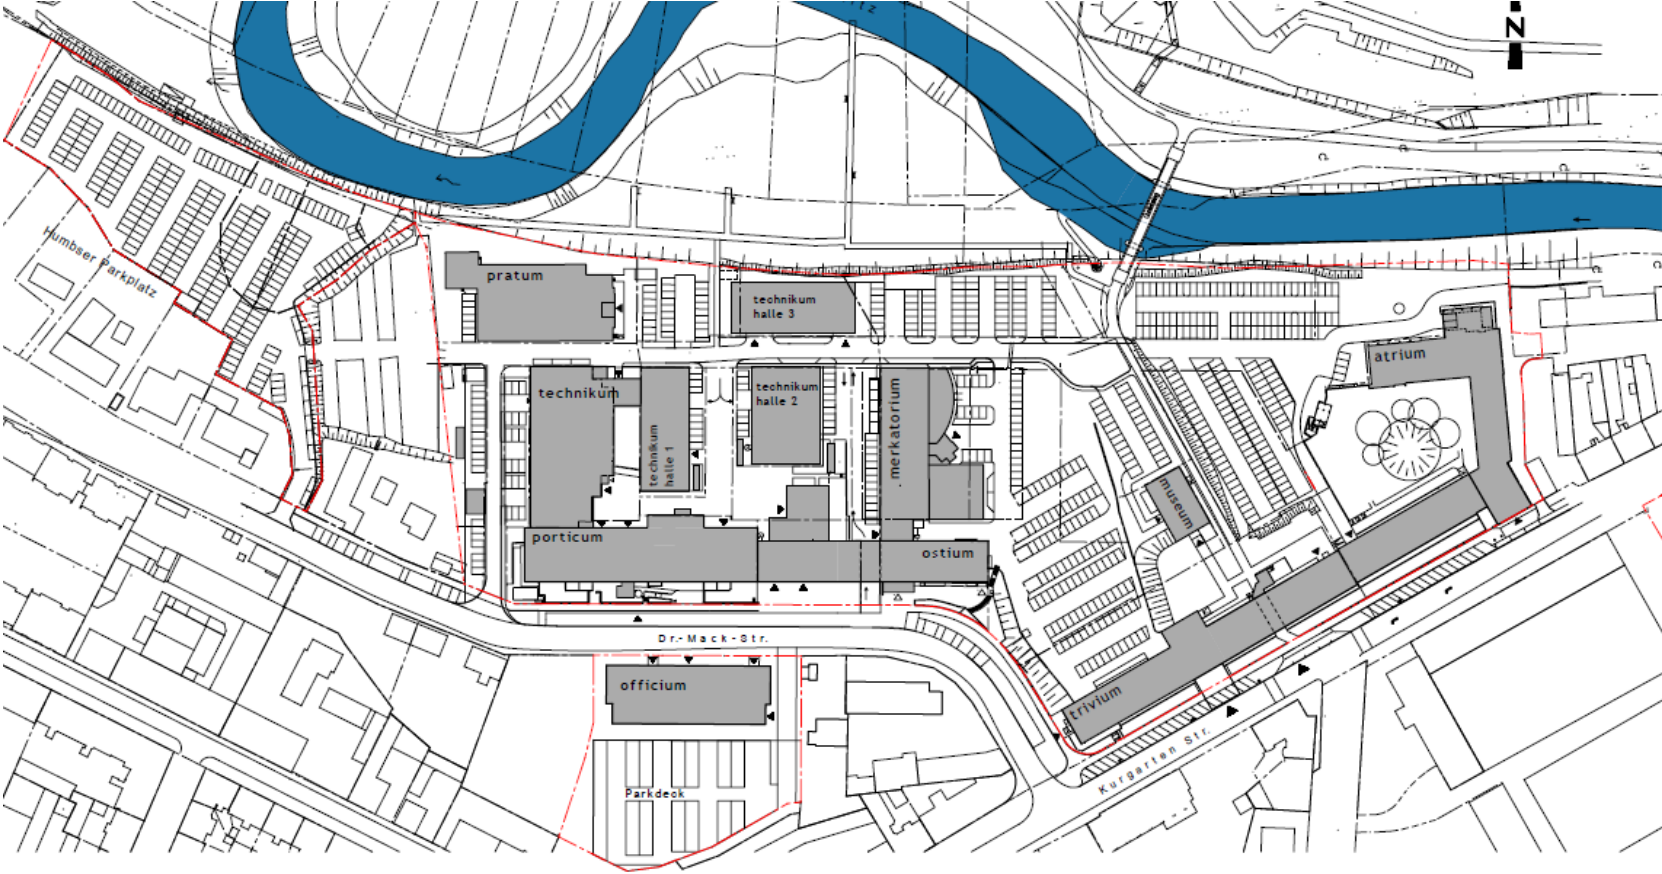 N
Humbser Parkplatz
pratum
technikum
halle 3
atrium
technikum
technikum
halle 1
technikum
halle 2
merkatorium
museum
porticum
ostium
Dr.-Mack-Str.
officium
trivium
Kurgarten Str.
Parkdeck